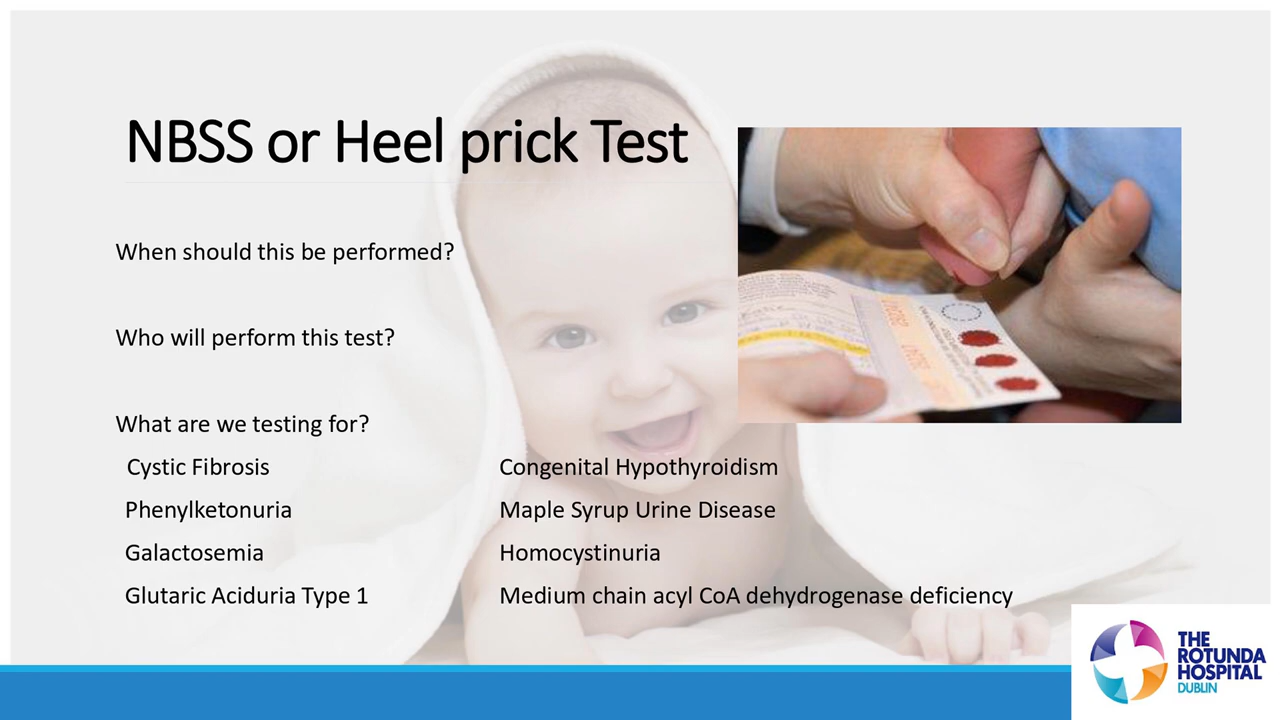 NBSS or Heel prick Test
When should this be performed?
Who will perform this test?
What are we testing for?
Cystic Fibrosis
Congenital Hypothyroidism
Phenylketonuria
Maple Syrup Urine Disease
Galactosemia
Homocystinuria
Glutaric Aciduria Type 1
Medium chain acyl CoA dehydrogenase deficiency
THE
ROTUNDA
HOSPITAL
DUBLIN